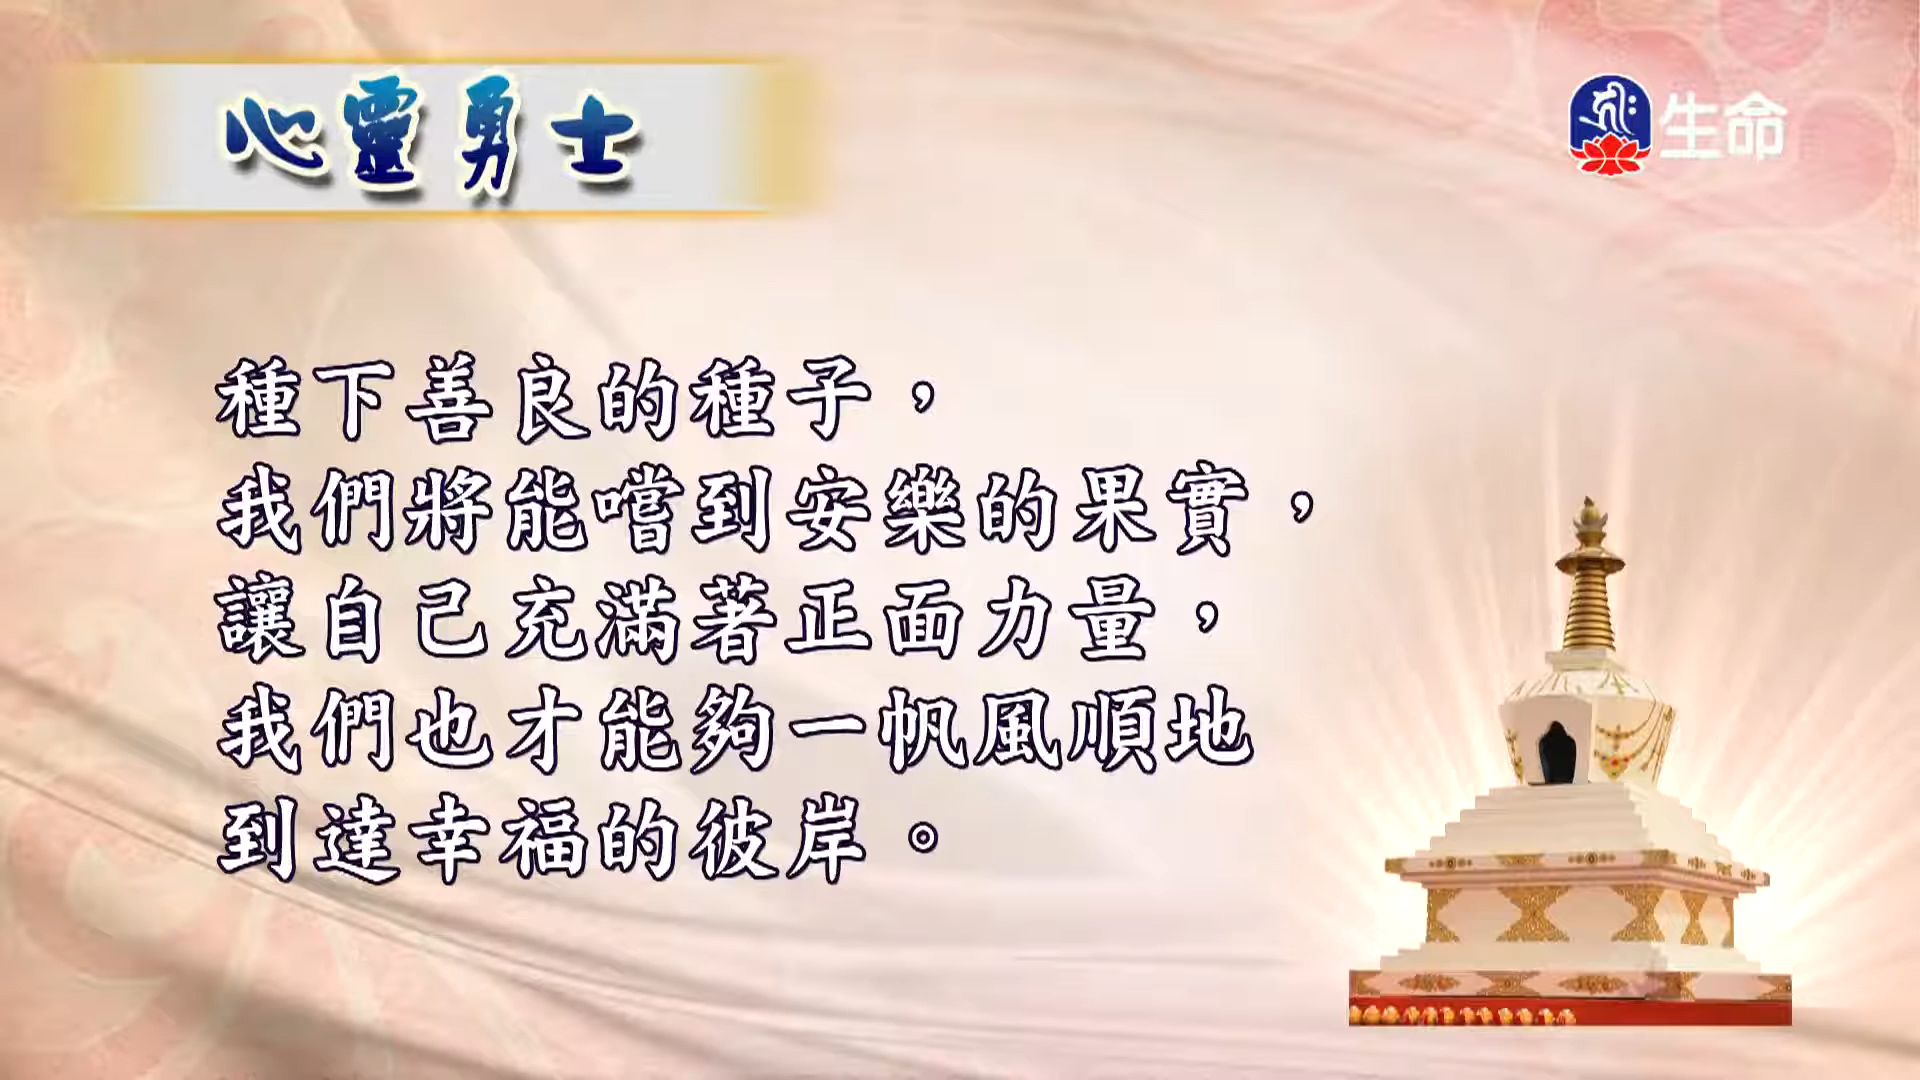 心靈勇士
生命
種下善良的種子，
我們將能嚐到安樂的果實，
讓自己充滿著正面力量，
我們也才能夠一帆風順地
到達幸福的彼岸。